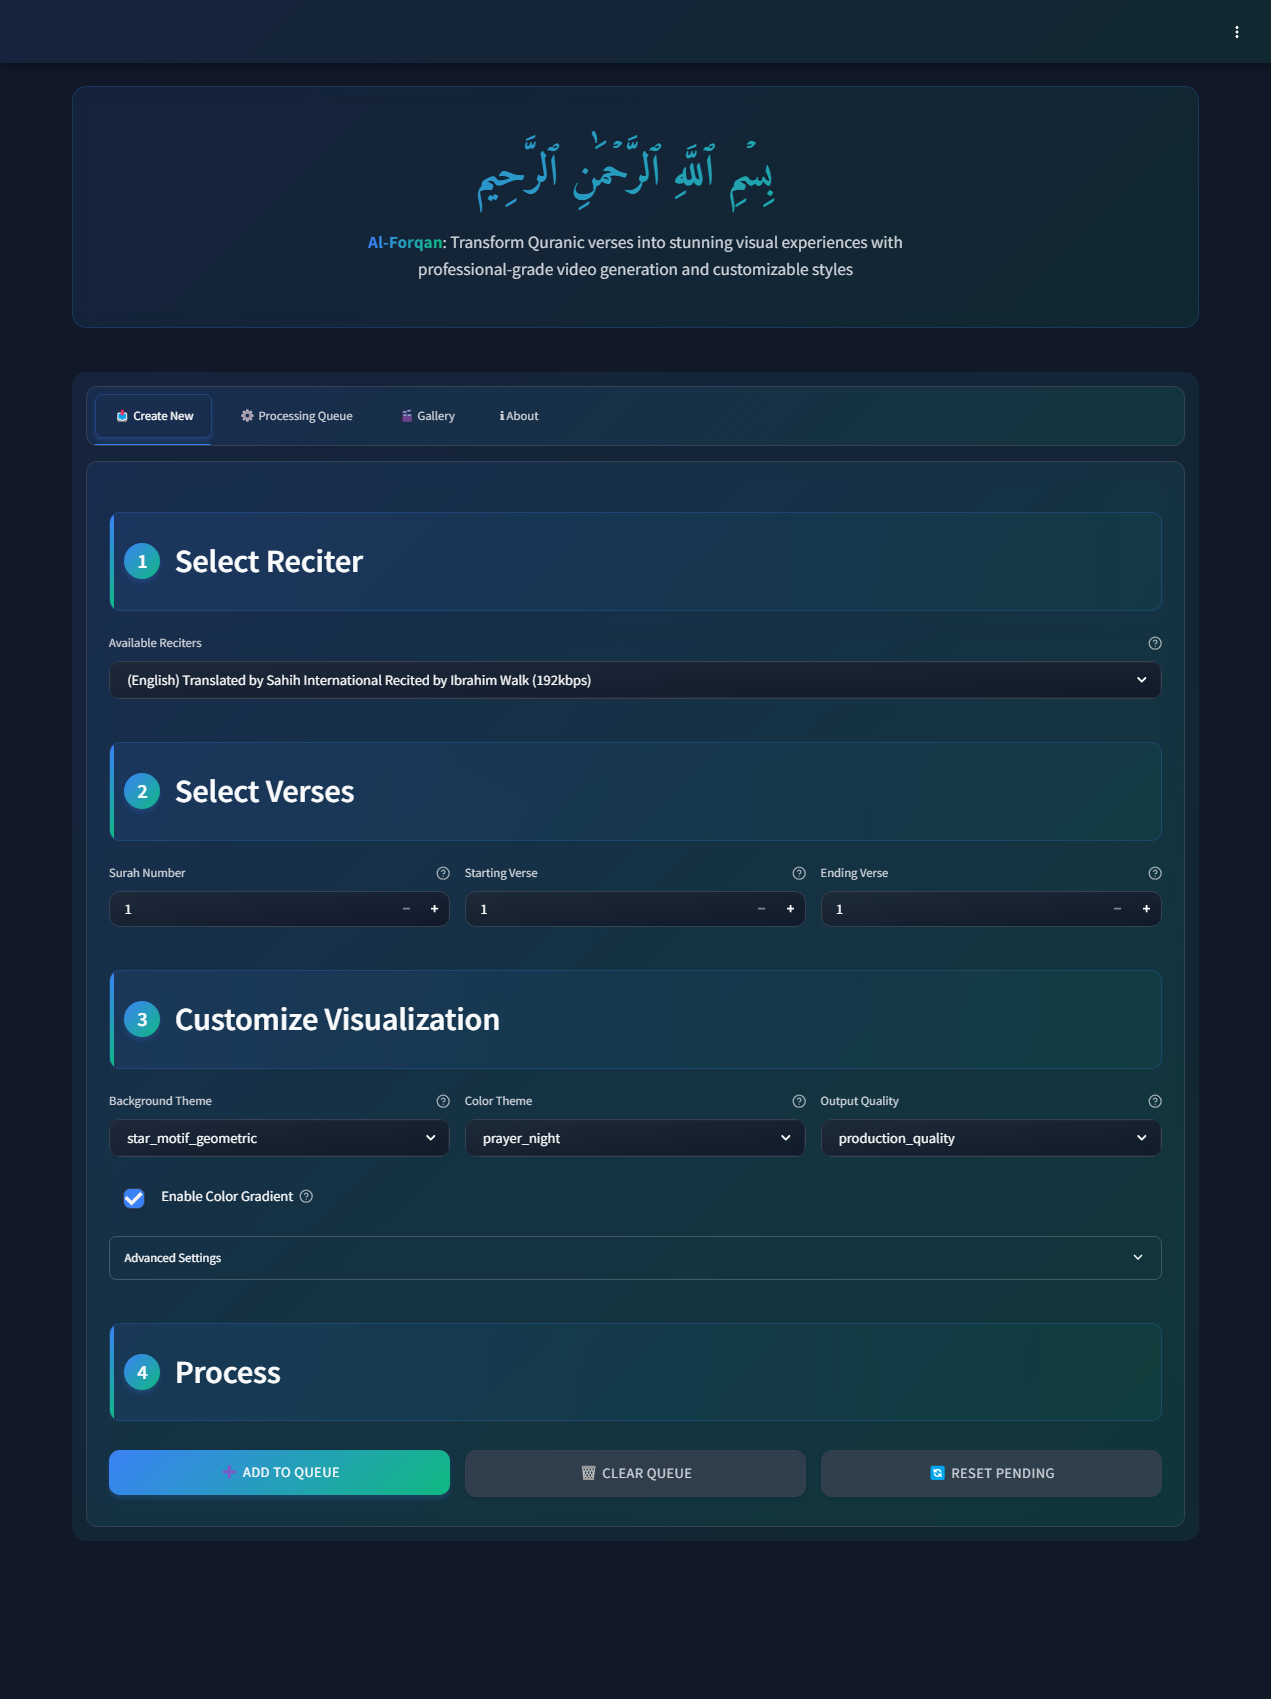 بِسْمِ ٱللَّهِ ٱلرَّحْمَٰنِ ٱلرَّحِيمِ
Al-Forqan: Transform Quranic verses into stunning visual experiences with
professional-grade video generation and customizable styles
Create New
Processing Queue
Gallery
ℹ About
1 Select Reciter
Available Reciters
(English) Translated by Sahih International Recited by Ibrahim Walk (192kbps)
2 Select Verses
Surah Number
Starting Verse
Ending Verse
1
1
1
3 Customize Visualization
Background Theme
Color Theme
Output Quality
star_motif_geometric
prayer_night
production_quality
Enable Color Gradient
Advanced Settings
4 Process
ADD TO QUEUE
CLEAR QUEUE
RESET PENDING